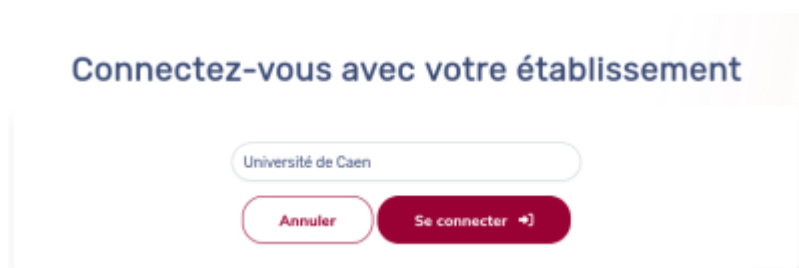 Connectez-vous avec votre établissement
Université de Caen
Annuler
Se connecter